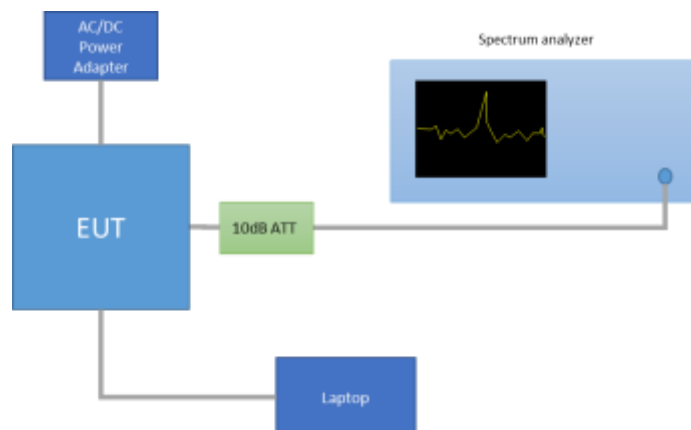 AC/DC
Power
Adapter
Spectrum analyzer
EUT
10dB ATT
Laptop